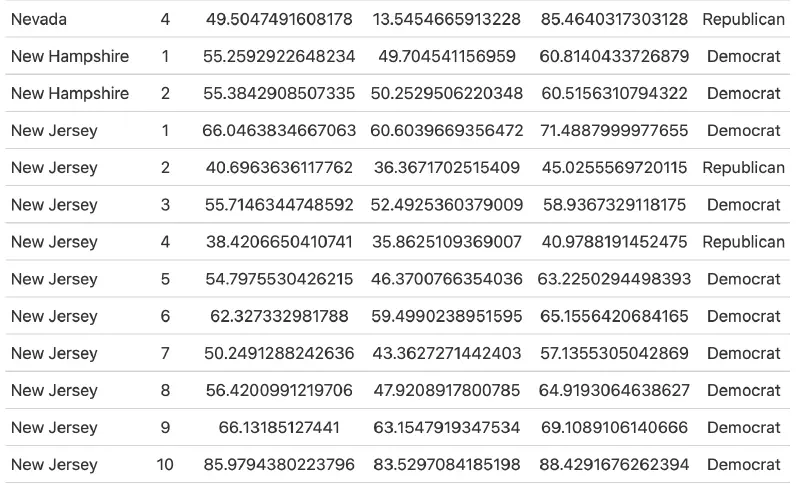 Nevada 4 49.5047491608178 13.5454665913228 85.4640317303128 Republican
New Hampshire 1 55.2592922648234 49.704541156959 60.8140433726879 Democrat
New Hampshire 2 55.3842908507335 50.2529506220348 60.5156310794322 Democrat
New Jersey 1 66.0463834667063 60.6039669356472 71.4887999977655 Democrat
New Jersey 2 40.6963636117762 36.3671702515409 45.0255569720115 Republican
New Jersey 3 55.7146344748592 52.4925360379009 58.9367329118175 Democrat
New Jersey 4 38.4206650410741 35.8625109369007 40.9788191452475 Republican
New Jersey 5 54.7975530426215 46.3700766354036 63.2250294498393 Democrat
New Jersey 6 62.327332981788 59.4990238951595 65.1556420684165 Democrat
New Jersey 7 50.2491288242636 43.3627271442403 57.1355305042869 Democrat
New Jersey 8 56.4200991219706 47.9208917800785 64.9193064638627 Democrat
New Jersey 9 66.13185127441 63.1547919347534 69.1089106140666 Democrat
New Jersey 10 85.9794380223796 83.5297084185198 88.4291676262394 Democrat